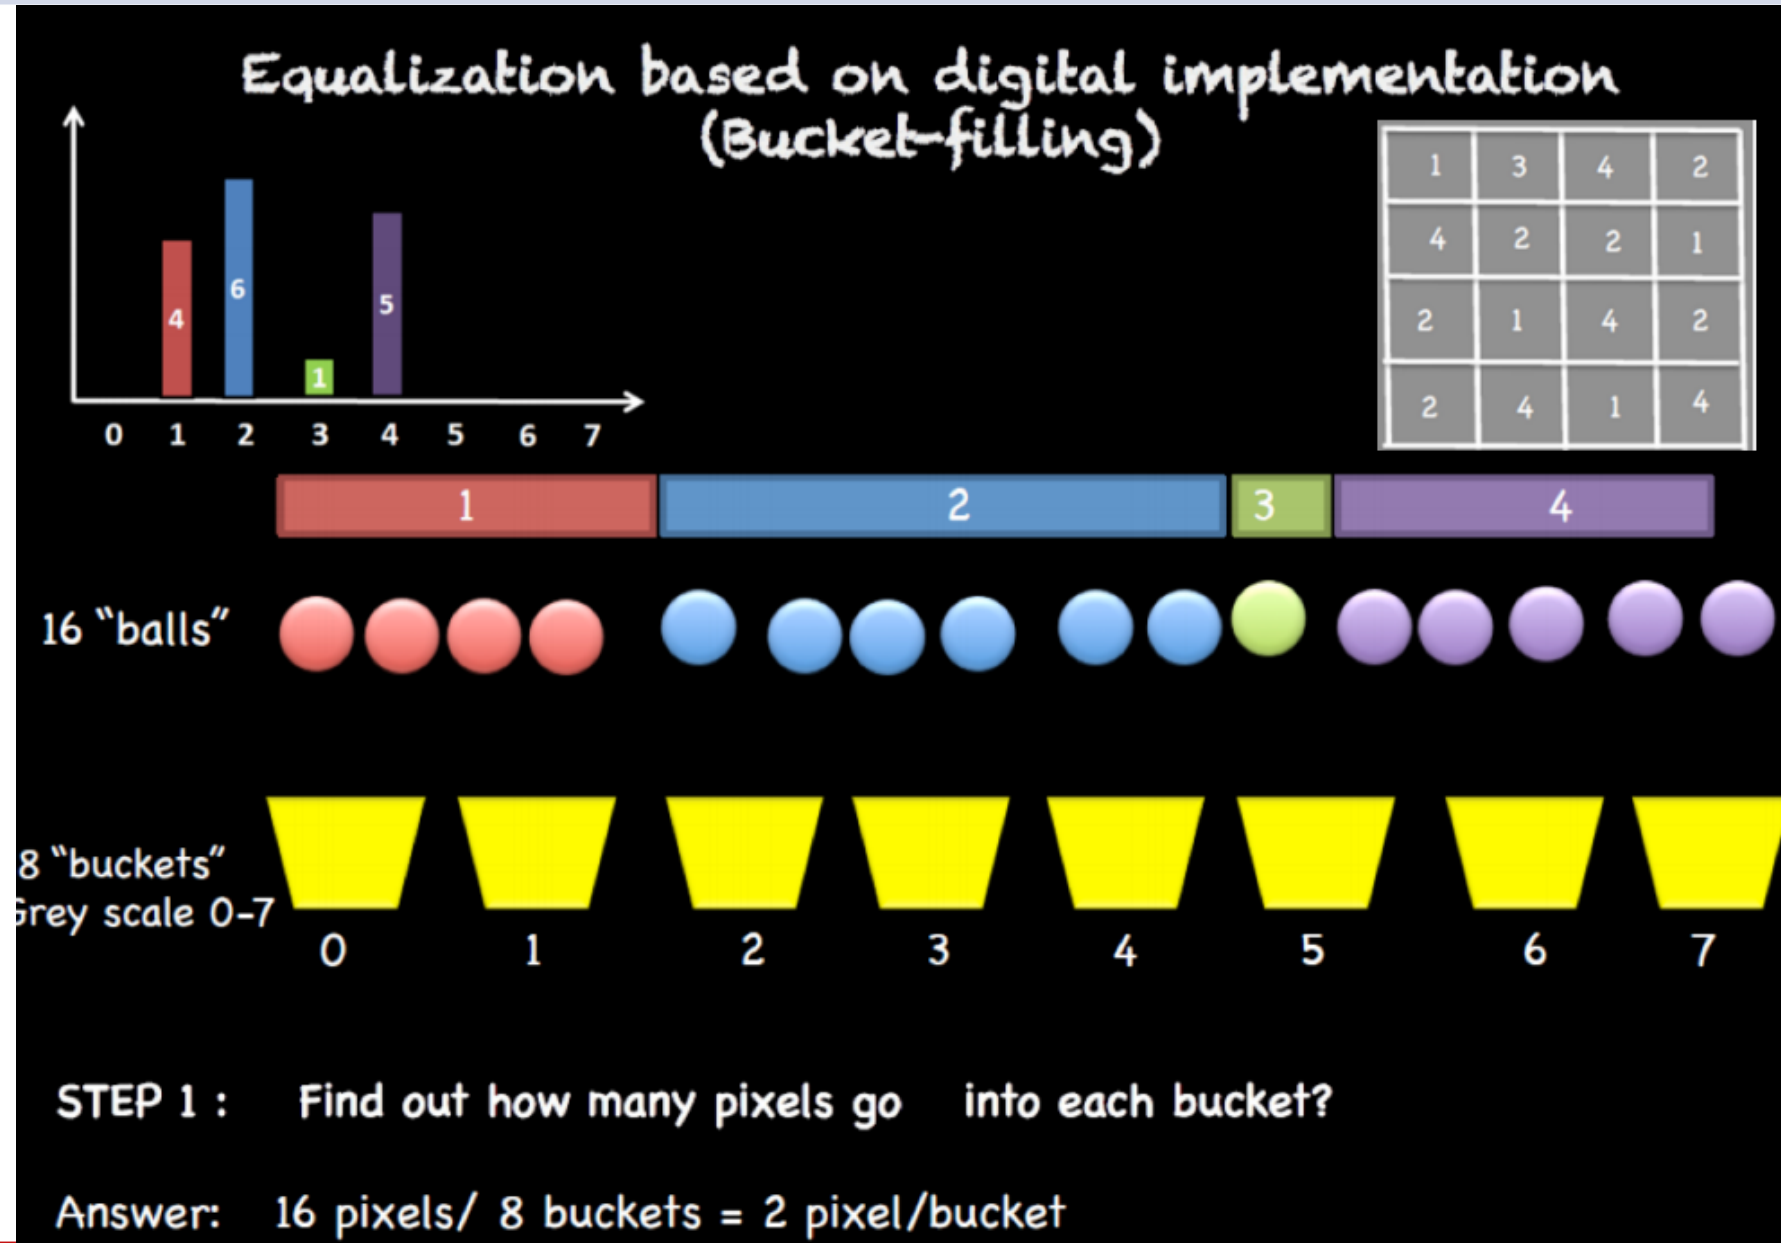 Equalization based on digital implementation
(Bucket-filling)
4
6
1
5
0 1 2 3 4 5 6 7
1 3 4 2
4 2 2 1
2 1 4 2
2 4 1 4
1 2 3 4
16 "balls"
8 "buckets"
Grey scale 0-7
0 1 2 3 4 5 6 7
STEP 1 : Find out how many pixels go into each bucket?
Answer: 16 pixels/ 8 buckets = 2 pixel/bucket